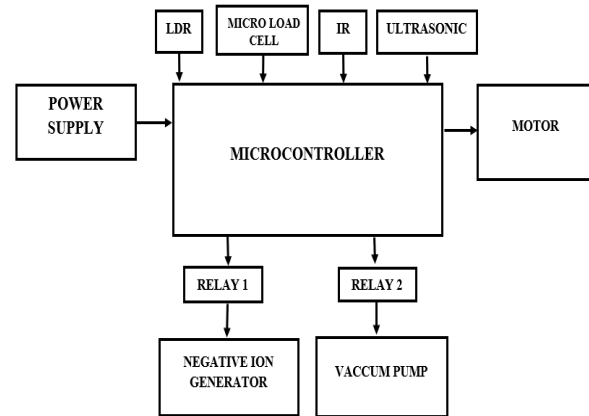 LDR
MICRO LOAD
CELL
IR
ULTRASONIC
POWER
SUPPLY
MICROCONTROLLER
MOTOR
RELAY 1
RELAY 2
NEGATIVE ION
GENERATOR
VACCUM PUMP